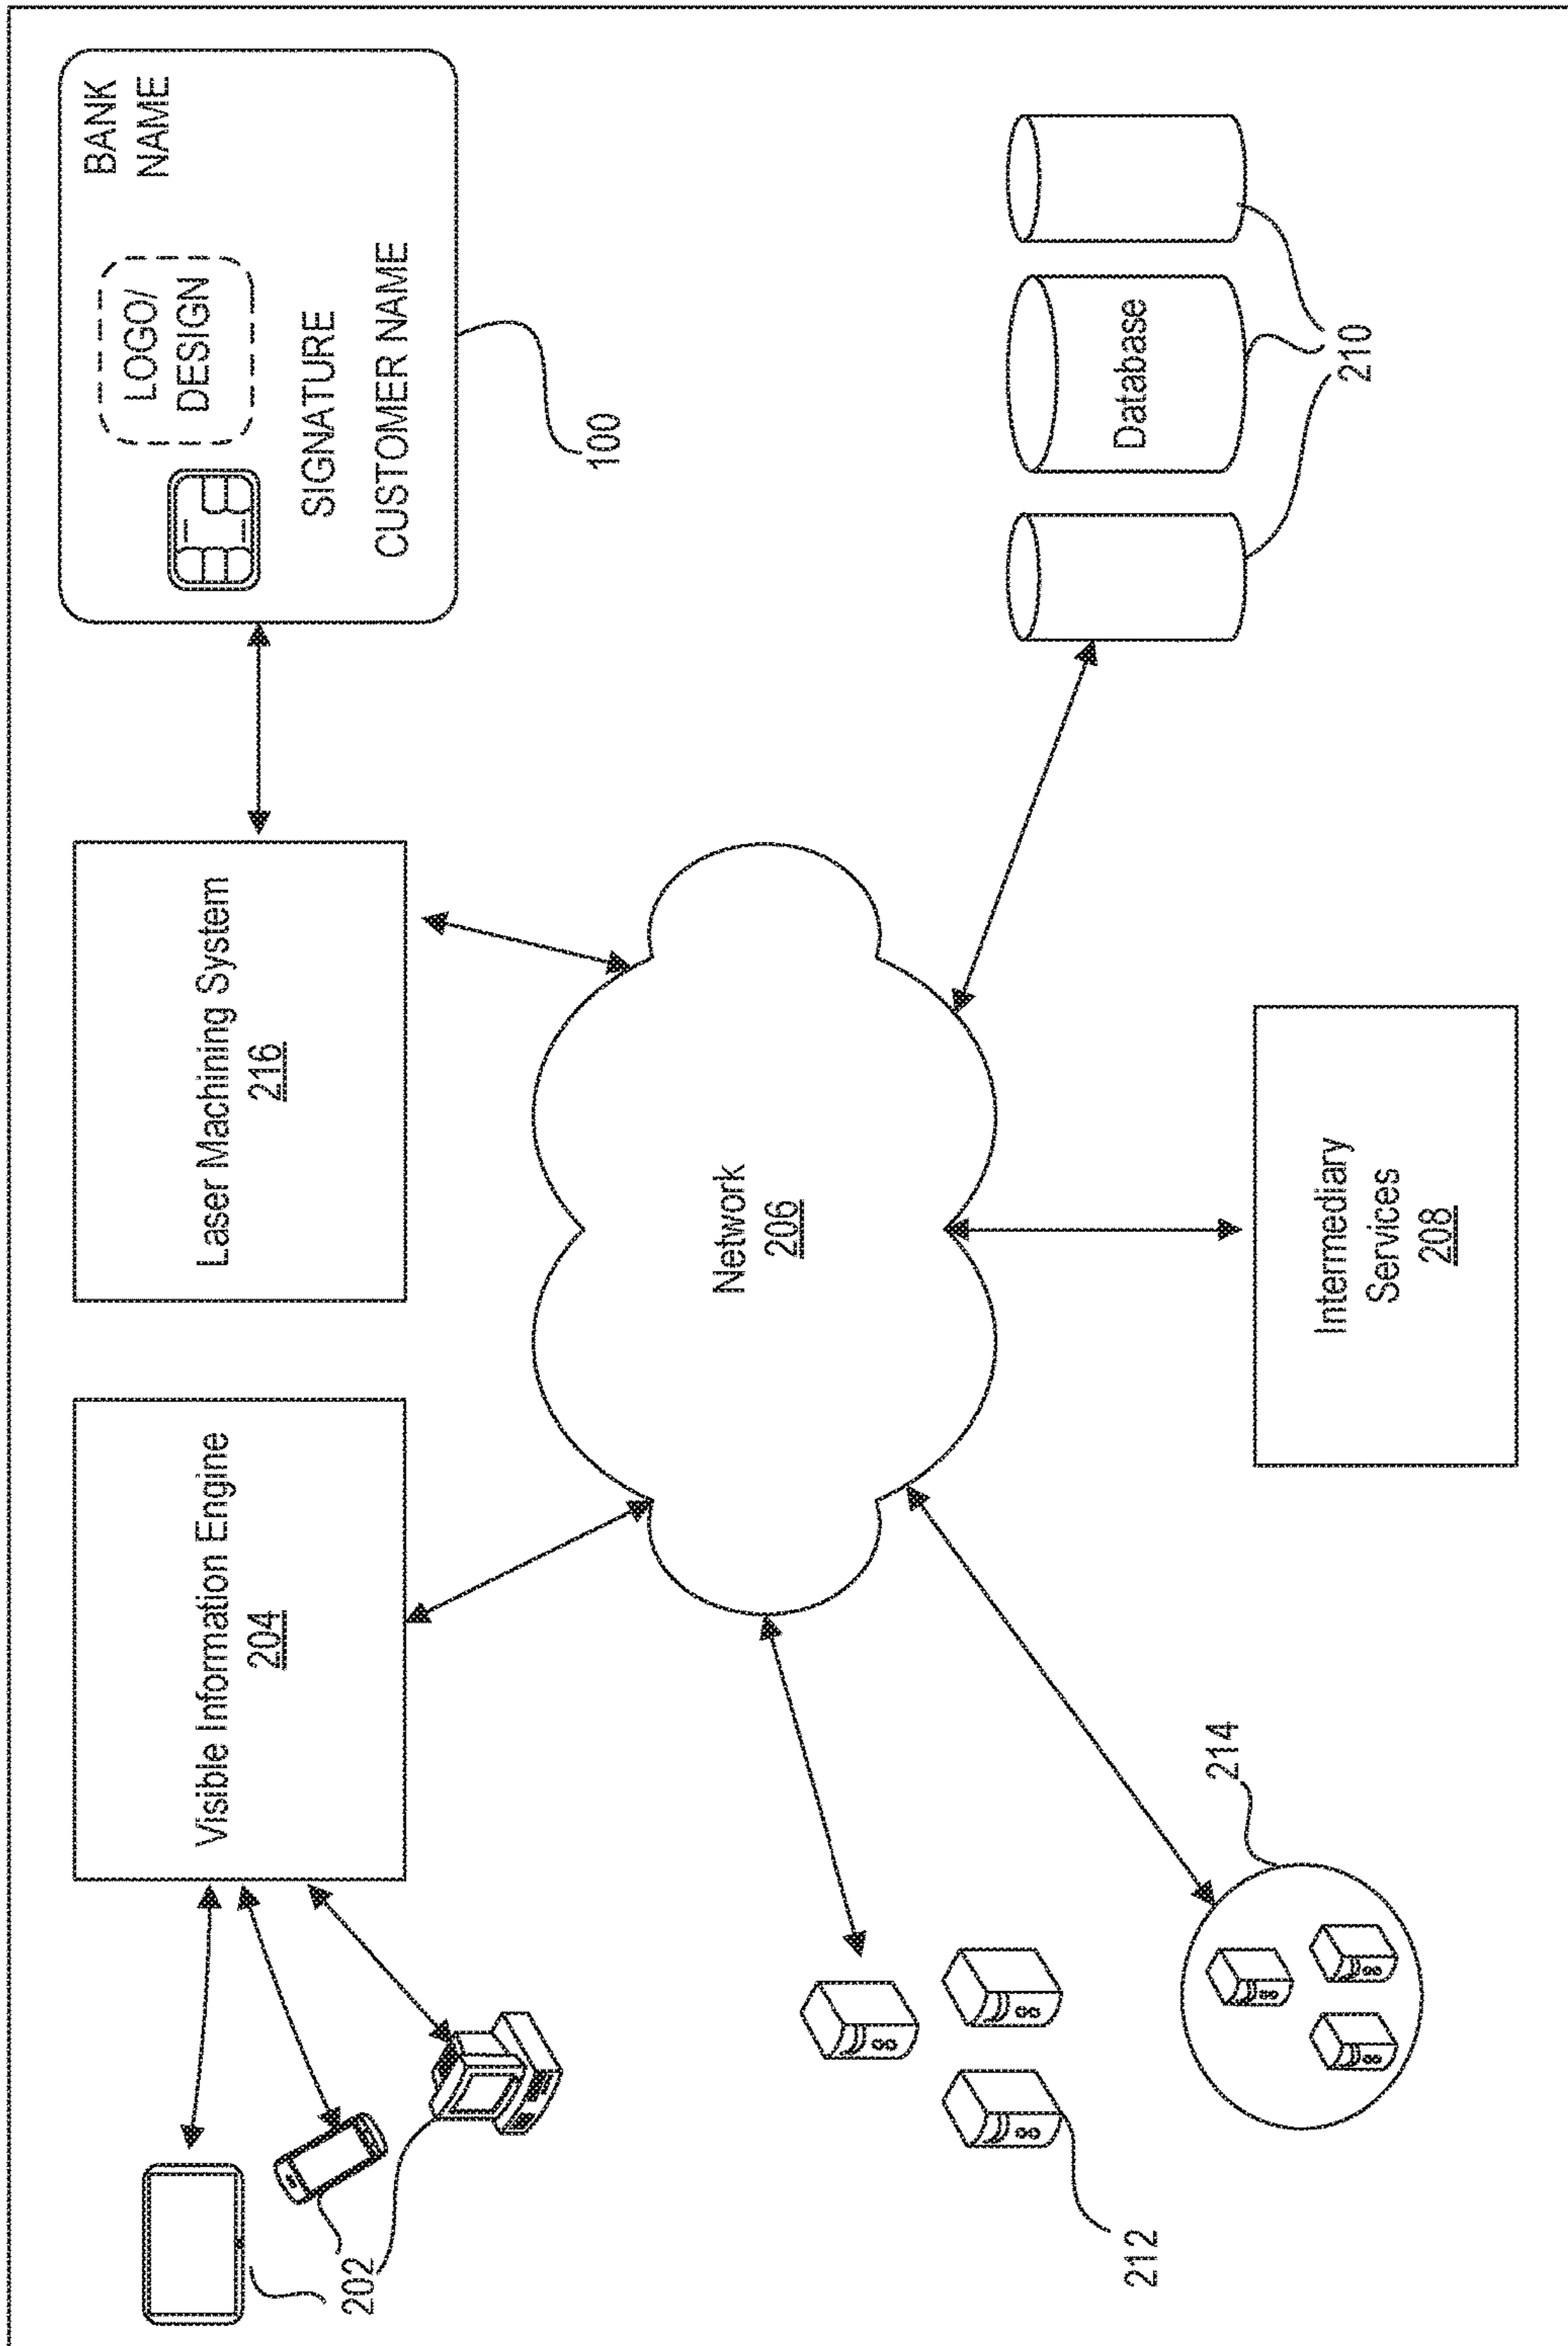 202
Visible Information Engine
204
Laser Machining System
216
LOGO/
DESIGN
BANK
NAME
SIGNATURE
CUSTOMER NAME
100
Network
206
212
214
Intermediary
Services
208
Database
210